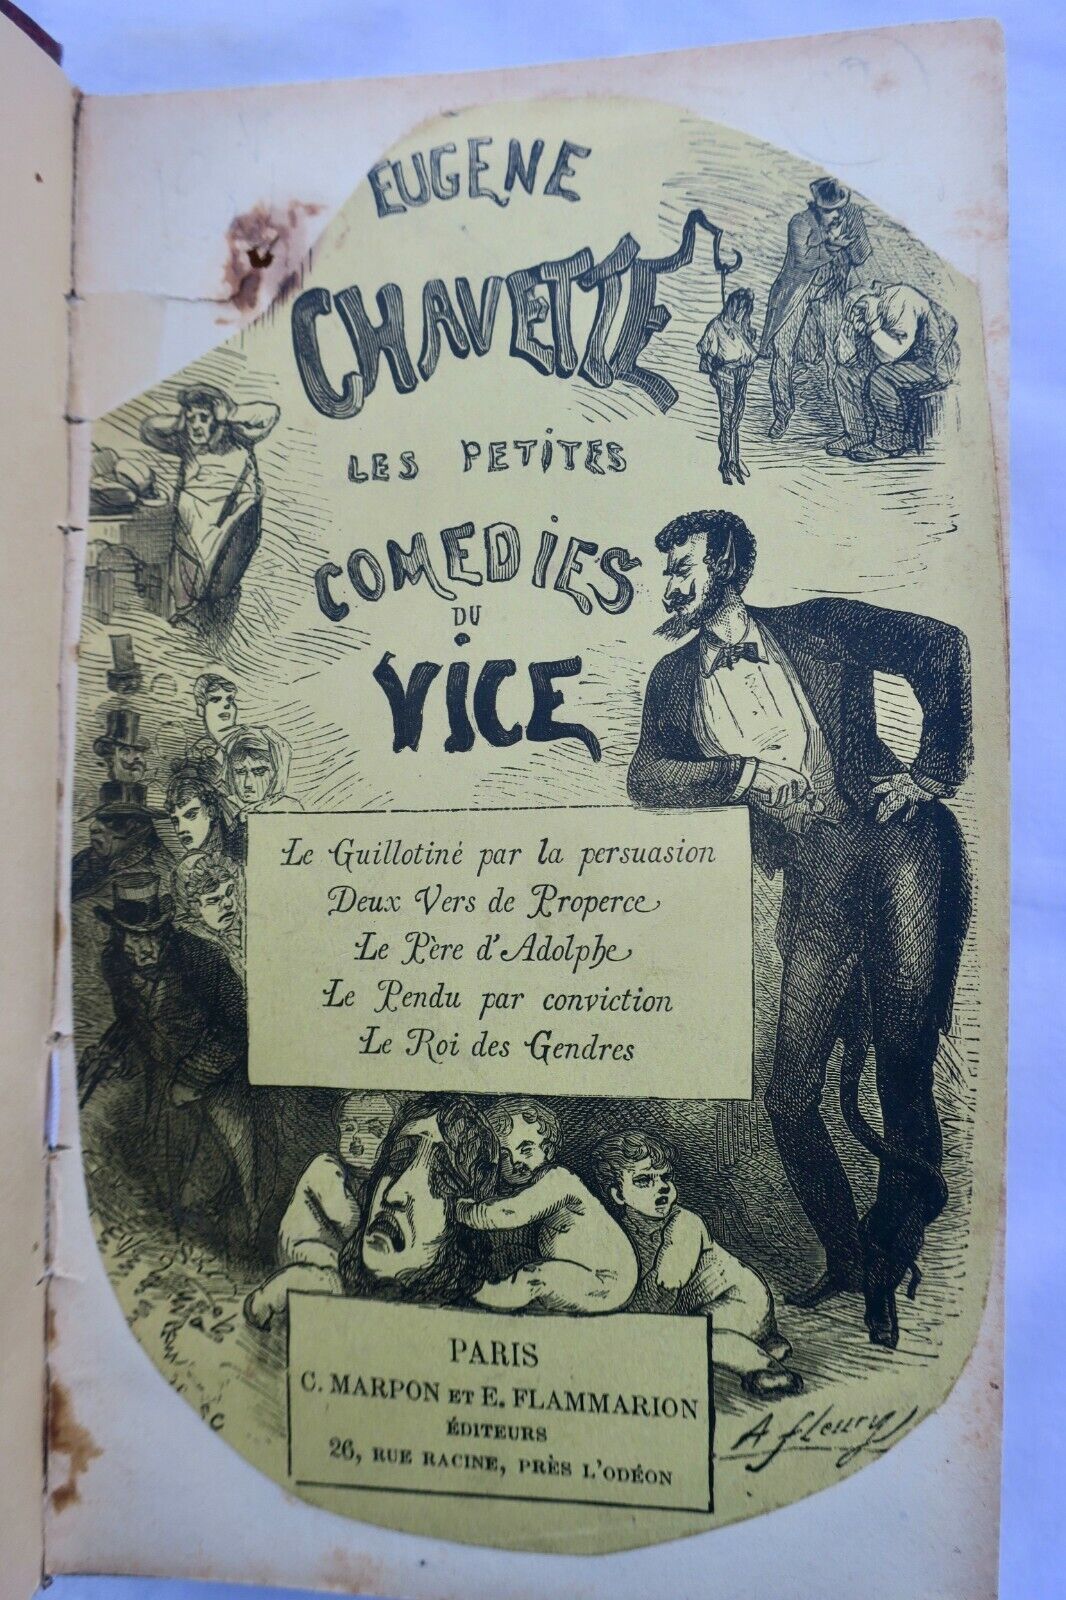 EUGENE
CHAVETTE
LES PETITES
COMEDIES
DU
VICE
Le Guillotiné par la persuasion
Deux Vers de Properce
Le Père d'Adolphe
Le Pendu par conviction
Le Roi des Gendres
PARIS
C. MARPON ET E. FLAMMARION
ÉDITEURS
26, RUE RACINE, PRÈS L'ODÉON
A fleury